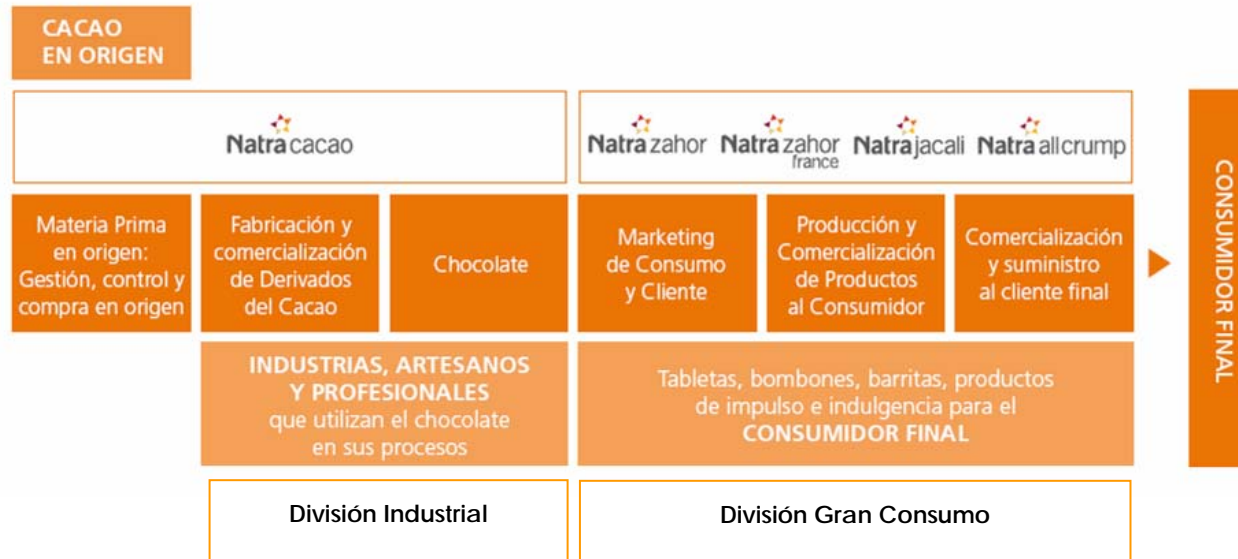 CACAO
EN ORIGEN
Natra cacao
Natra zahor
Natra zahor
france
Natra jacali
Natra allcrump
Materia Prima
en origen:
Gestión, control y
compra en origen
Fabricación y
comercialización
de Derivados
del Cacao
Chocolate
Marketing
de Consumo
y Cliente
Producción y
Comercialización
de Productos
al Consumidor
Comercialización
y suministro
al cliente final
CONSUMIDOR FINAL
INDUSTRIAS, ARTESANOS
Y PROFESIONALES
que utilizan el chocolate
en sus procesos
Tabletas, bombones, barritas, productos
de impulso e indulgencia para el
CONSUMIDOR FINAL
División Industrial
División Gran Consumo